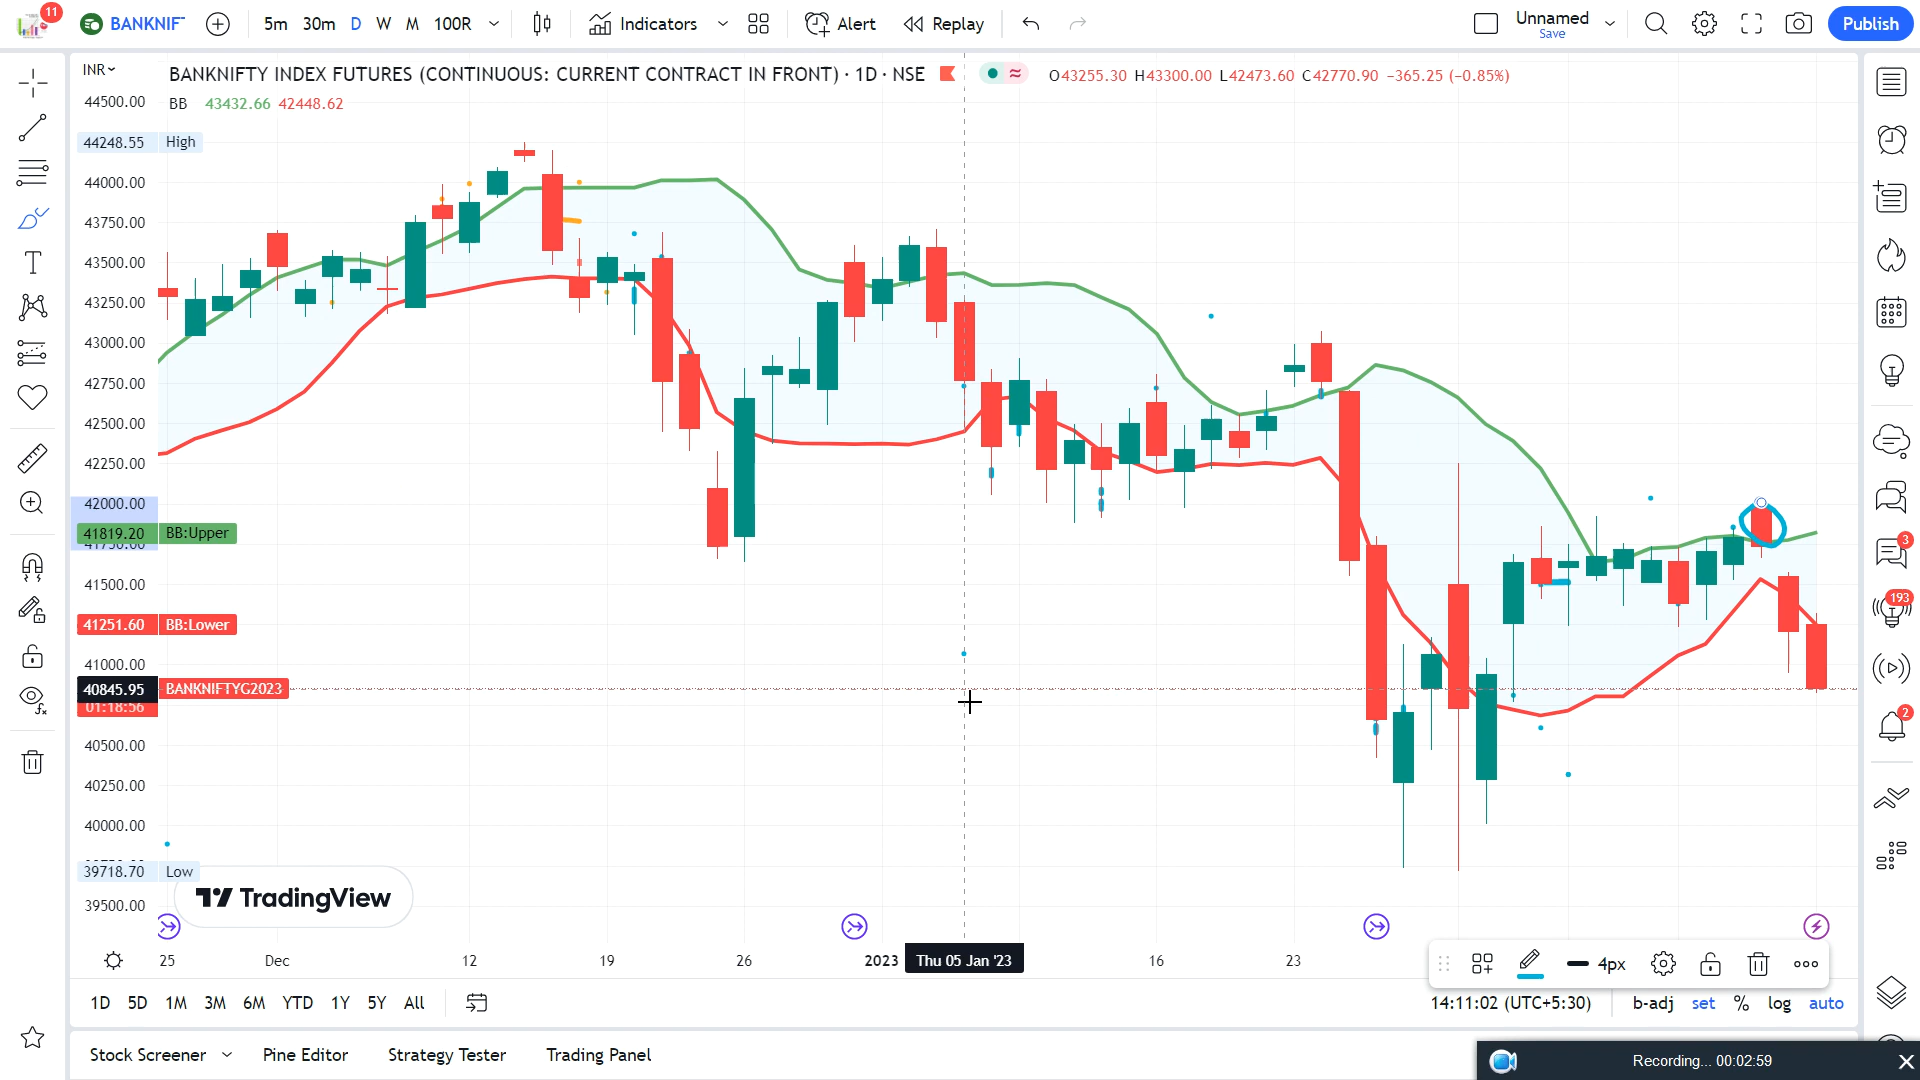 11
BANKNIF
5m 30m D W M 100R
Indicators
Alert
Replay
Unnamed
Save
Publish
INR
BANKNIFTY INDEX FUTURES (CONTINUOUS: CURRENT CONTRACT IN FRONT) · 1D · NSE
O43255.30 H43300.00 L42473.60 C42770.90 −365.25 (−0.85%)
BB 43432.66 42448.62
44500.00
44248.55 High
44000.00
43750.00
43500.00
43250.00
43000.00
42750.00
42500.00
42250.00
42000.00
41819.20 BB:Upper
41750.00
41500.00
41251.60 BB:Lower
41000.00
40845.95 BANKNIFTYG2023
01:18:56
40500.00
40250.00
40000.00
39718.70 Low
39500.00
TradingView
3
193
2
25 Dec 12 19 26 2023 Thu 05 Jan '23 16 23
4px
1D 5D 1M 3M 6M YTD 1Y 5Y All
14:11:02 (UTC+5:30) b-adj set % log auto
Stock Screener Pine Editor Strategy Tester Trading Panel
Recording... 00:02:59